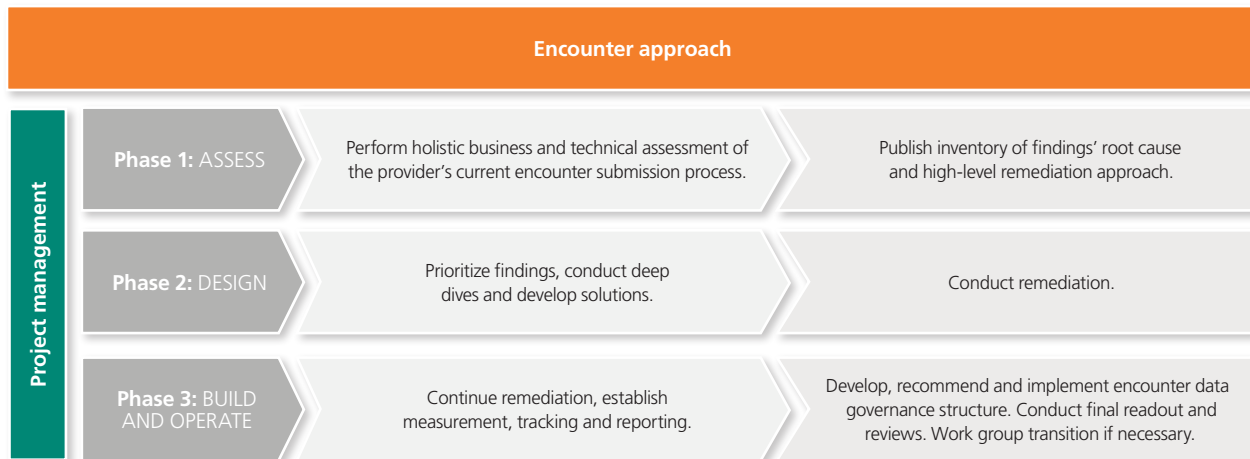 Encounter approach
Project management
Phase 1: ASSESS
Perform holistic business and technical assessment of
the provider’s current encounter submission process.
Publish inventory of findings’ root cause
and high-level remediation approach.
Phase 2: DESIGN
Prioritize findings, conduct deep
dives and develop solutions.
Conduct remediation.
Phase 3: BUILD
AND OPERATE
Continue remediation, establish
measurement, tracking and reporting.
Develop, recommend and implement encounter data
governance structure. Conduct final readout and
reviews. Work group transition if necessary.